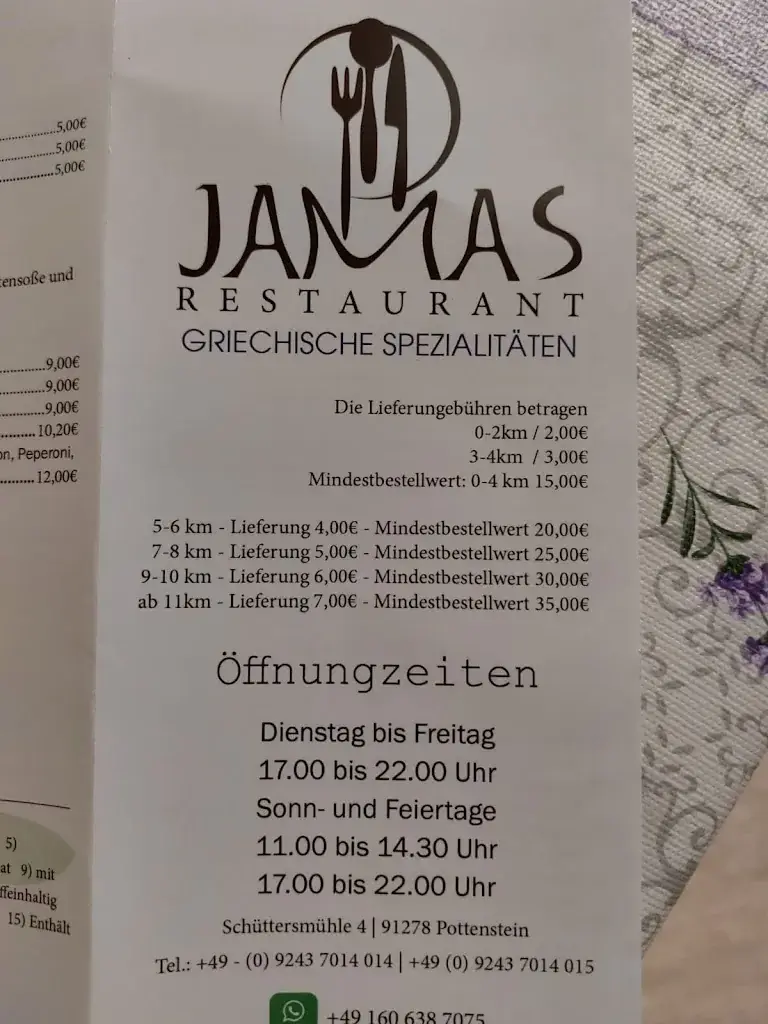 .....5,00€
.....5,00€
.....5,00€
und
.....9,00€
.....9,00€
.....9,00€
.....10,20€
Peperoni,
.....12,00€
5)
9) mit
15) Enthält
JAMAS
RESTAURANT
GRIECHISCHE SPEZIALITÄTEN
Die Lieferungebühren betragen
0-2km / 2,00€
3-4km / 3,00€
Mindestbestellwert: 0-4 km 15,00€
5-6 km - Lieferung 4,00€ - Mindestbestellwert 20,00€
7-8 km - Lieferung 5,00€ - Mindestbestellwert 25,00€
9-10 km - Lieferung 6,00€ - Mindestbestellwert 30,00€
ab 11km - Lieferung 7,00€ - Mindestbestellwert 35,00€
Öffnungzeiten
Dienstag bis Freitag
17.00 bis 22.00 Uhr
Sonn- und Feiertage
11.00 bis 14.30 Uhr
17.00 bis 22.00 Uhr
Schüttersmühle 4 | 91278 Pottenstein
Tel.: +49 - (0) 9243 7014 014 | +49 (0) 9243 7014 015
+49 160 638 7075